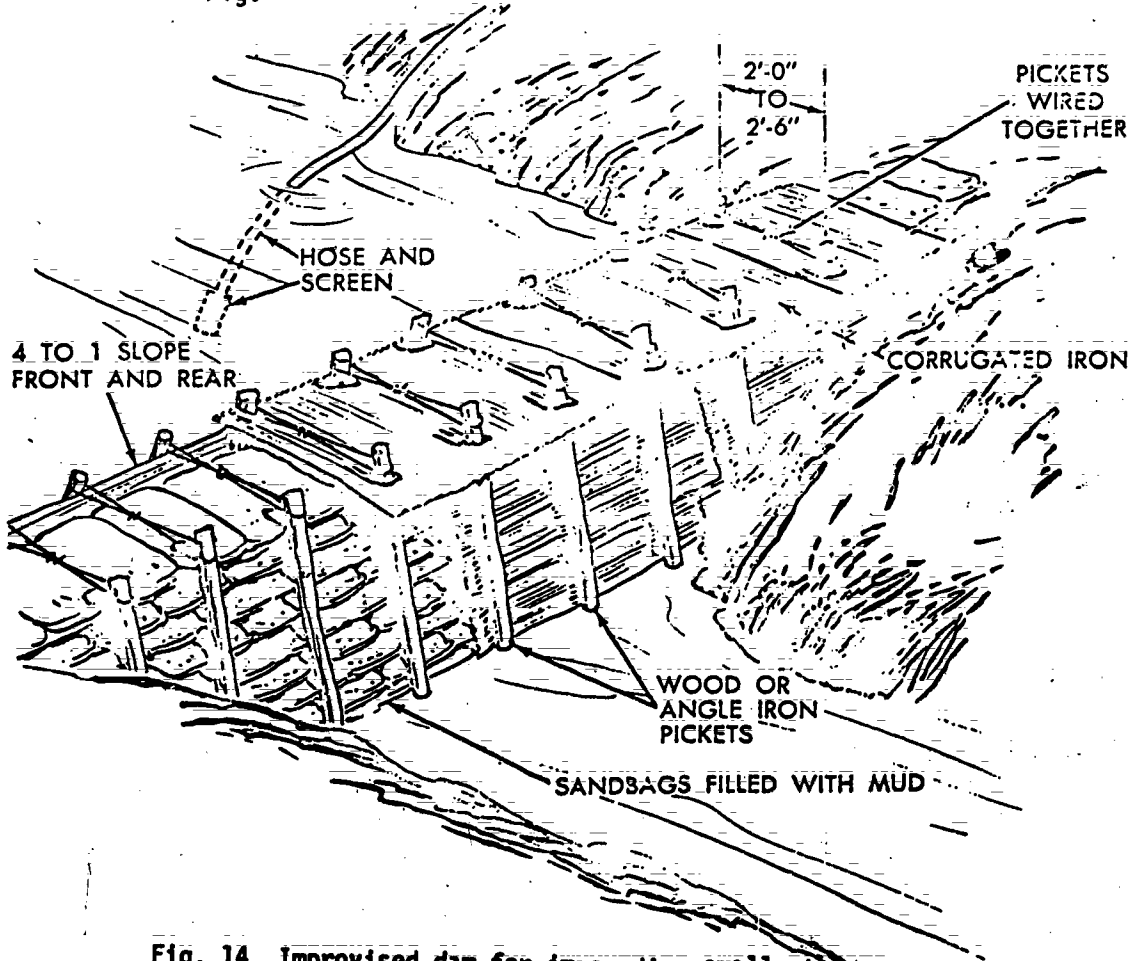 2'-0"
TO
2'-6"
PICKETS
WIRED
TOGETHER
HOSE AND
SCREEN
4 TO 1 SLOPE
FRONT AND REAR
CORRUGATED IRON
WOOD OR
ANGLE IRON
PICKETS
SANDBAGS FILLED WITH MUD
Fig. 14 Improvised dam for small